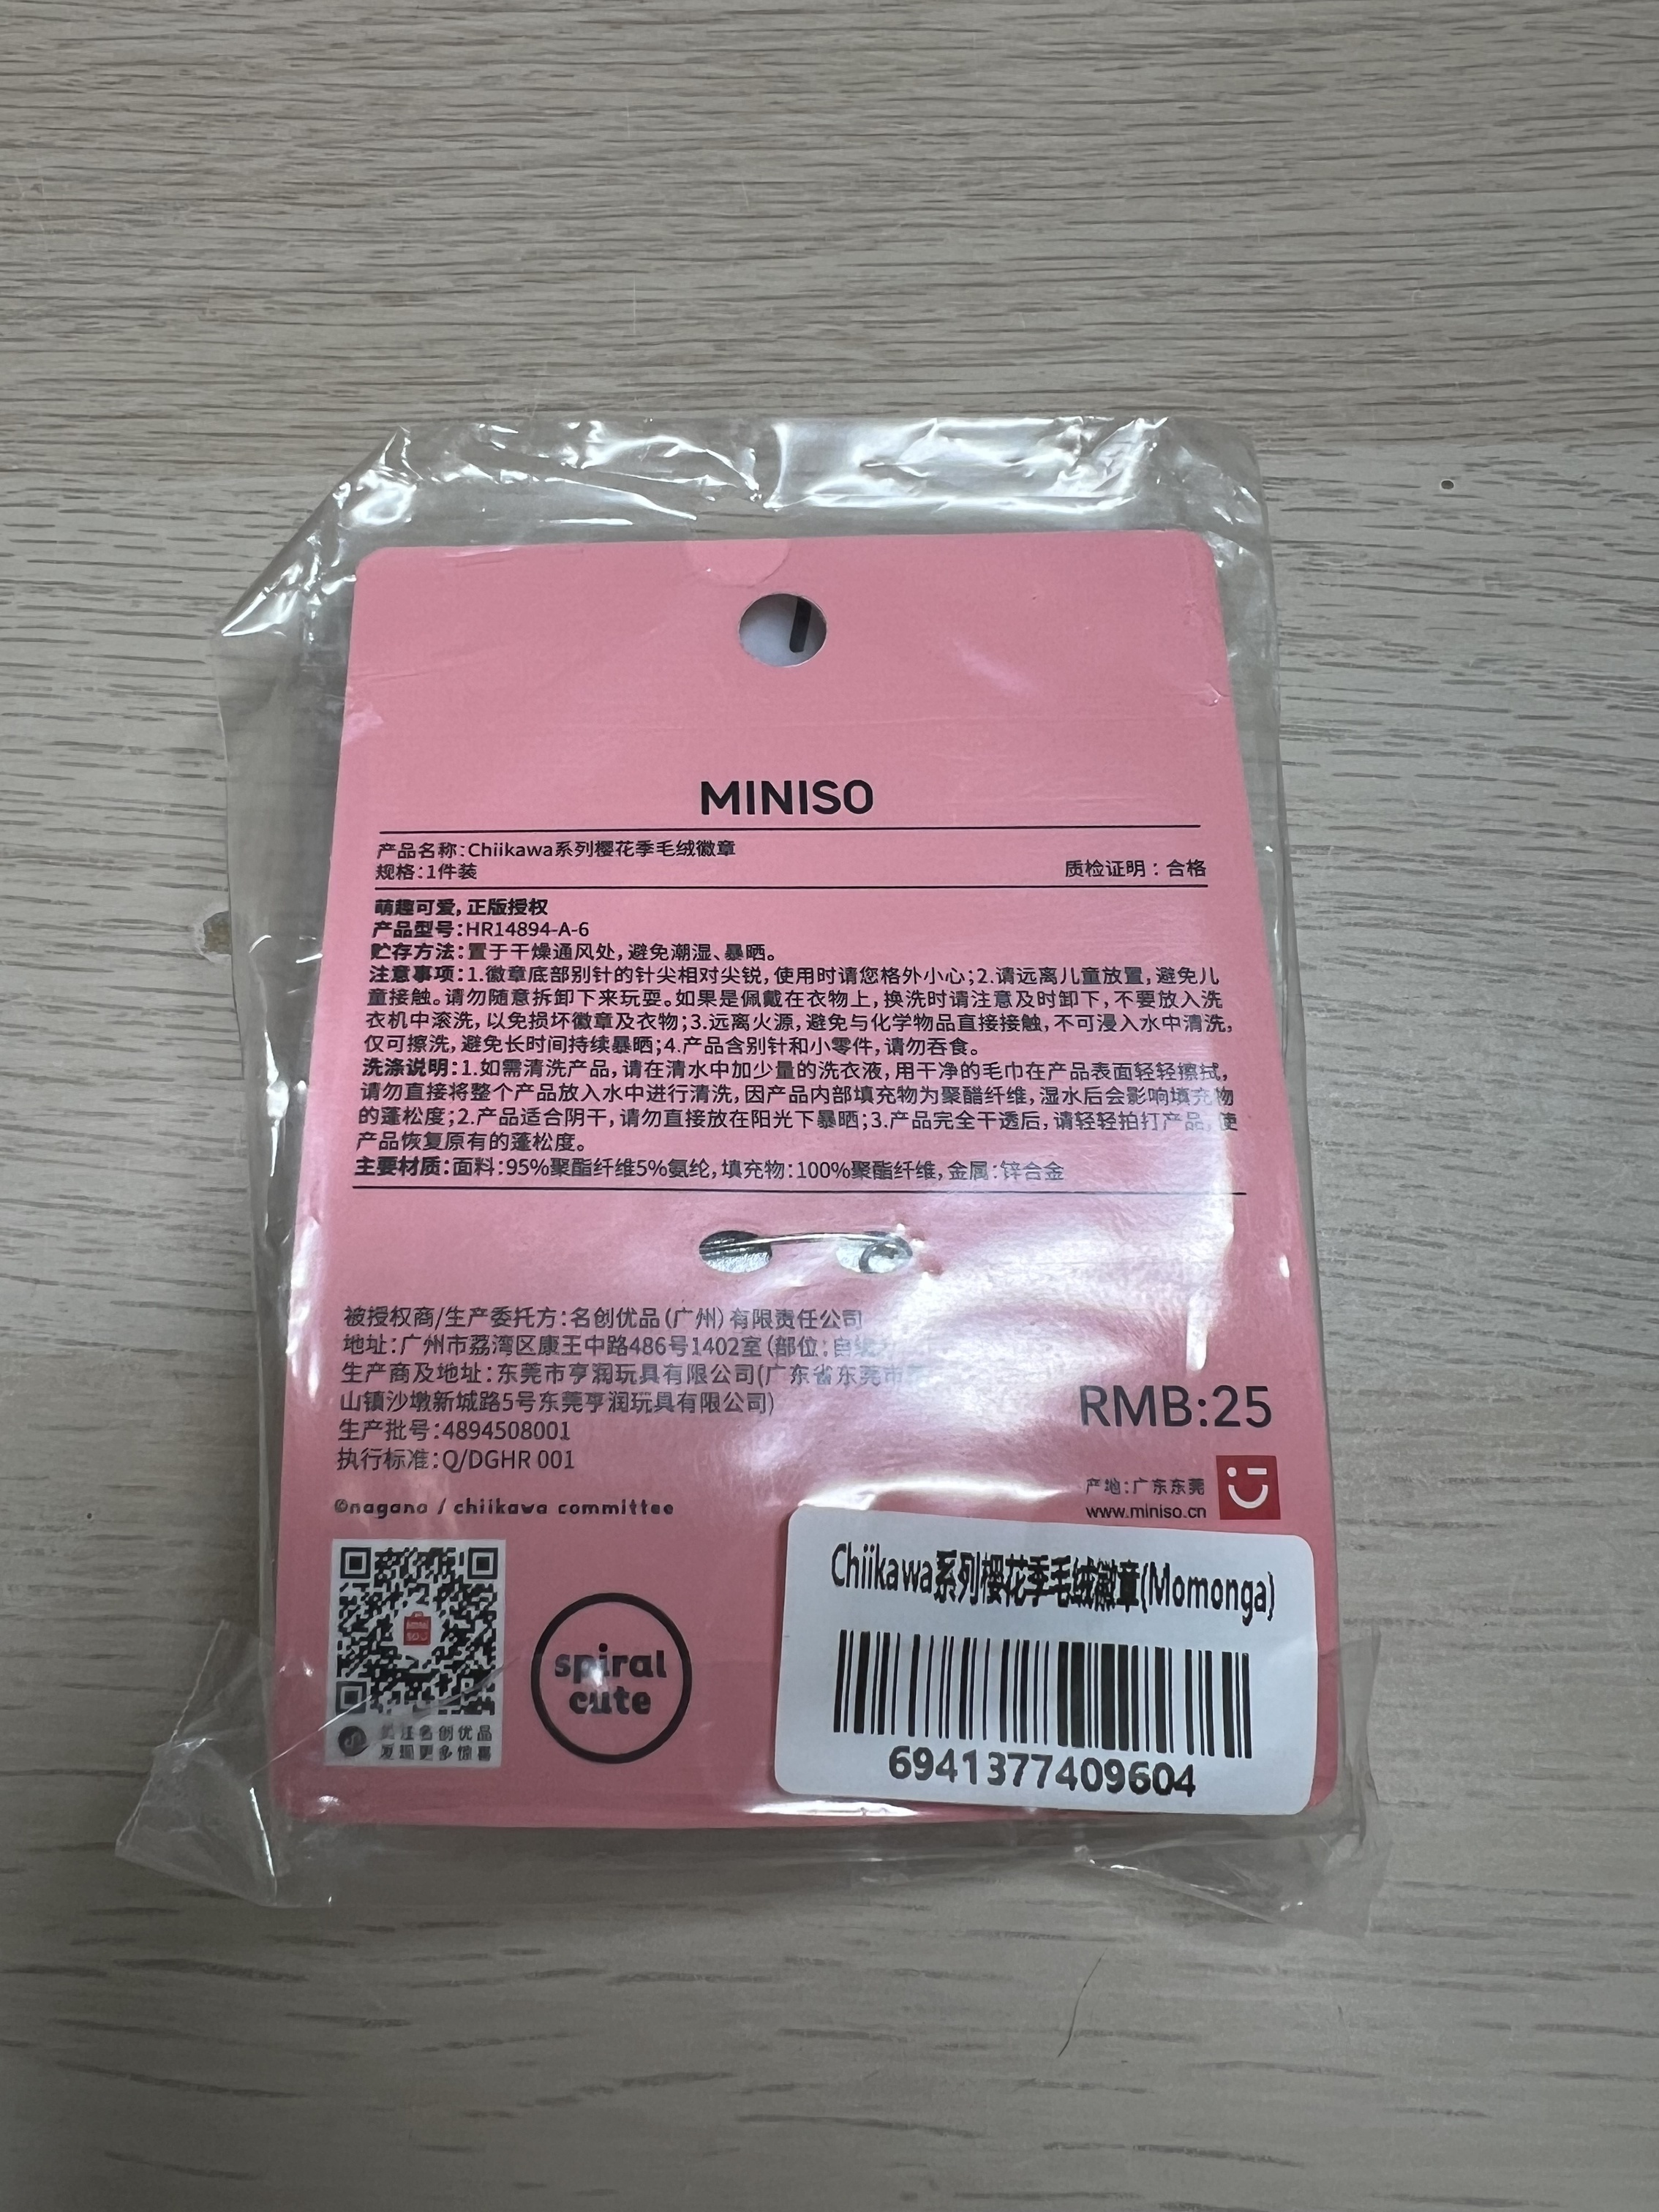 MINISO
产品名称:Chiikawa系列樱花季毛绒徽章
规格:1件装
质检证明:合格
萌趣可爱,正版授权
产品型号:HR14894-A-6
贮存方法:置于干燥通风处,避免潮湿、暴晒。
注意事项:1.徽章底部别针的针尖相对尖锐,使用时请您格外小心;2.请远离儿童放置,避免儿
童接触。请勿随意拆卸下来玩耍。如果是佩戴在衣物上,换洗时请注意及时卸下,不要放入洗
衣机中滚洗,以免损坏徽章及衣物;3.远离火源,避免与化学物品直接接触,不可浸入水中清洗,
仅可擦洗,避免长时间持续暴晒;4.产品含别针和小零件,请勿吞食。
洗涤说明:1.如需清洗产品,请在清水中加少量的洗衣液,用干净的毛巾在产品表面轻轻擦拭,
请勿直接将整个产品放入水中进行清洗,因产品内部填充物为聚醋纤维,湿水后会影响填充物
的蓬松度;2.产品适合阴干,请勿直接放在阳光下暴晒;3.产品完全干透后,请轻轻拍打产品,使
产品恢复原有的蓬松度。
主要材质:面料:95%聚酯纤维5%氨纶,填充物:100%聚酯纤维,金属:锌合金
被授权商/生产委托方:名创优品(广州)有限责任公司
地址:广州市荔湾区康王中路486号1402室(部位:自编
生产商及地址:东莞市亨润玩具有限公司(广东省东莞市
山镇沙墩新城路5号东莞亨润玩具有限公司)
生产批号:4894508001
执行标准:Q/DGHR 001
RMB:25
产地:广东东莞
www.miniso.cn
©nagano / chiikawa committee
关注名创优品
发现更多惊喜
spiral
cute
Chiikawa系列樱花季毛绒徽章(Momonga)
6941377409604